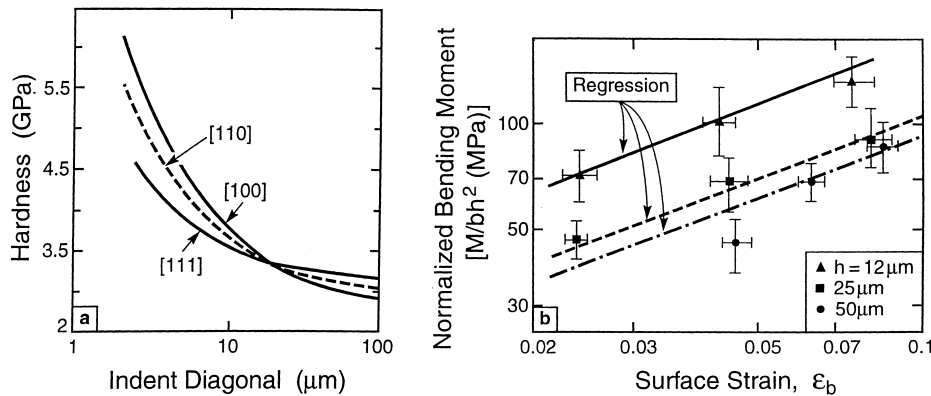 Hardness (GPa)
5.5
4.5
3.5
2
[110]
[100]
[111]
a
1
10
100
Indent Diagonal (μm)
Normalized Bending Moment
[M/bh² (MPa)
100
70
50
30
Regression
▲ h = 12μm
■ 25μm
● 50μm
b
0.02
0.03
0.05
0.07
0.1
Surface Strain, εb